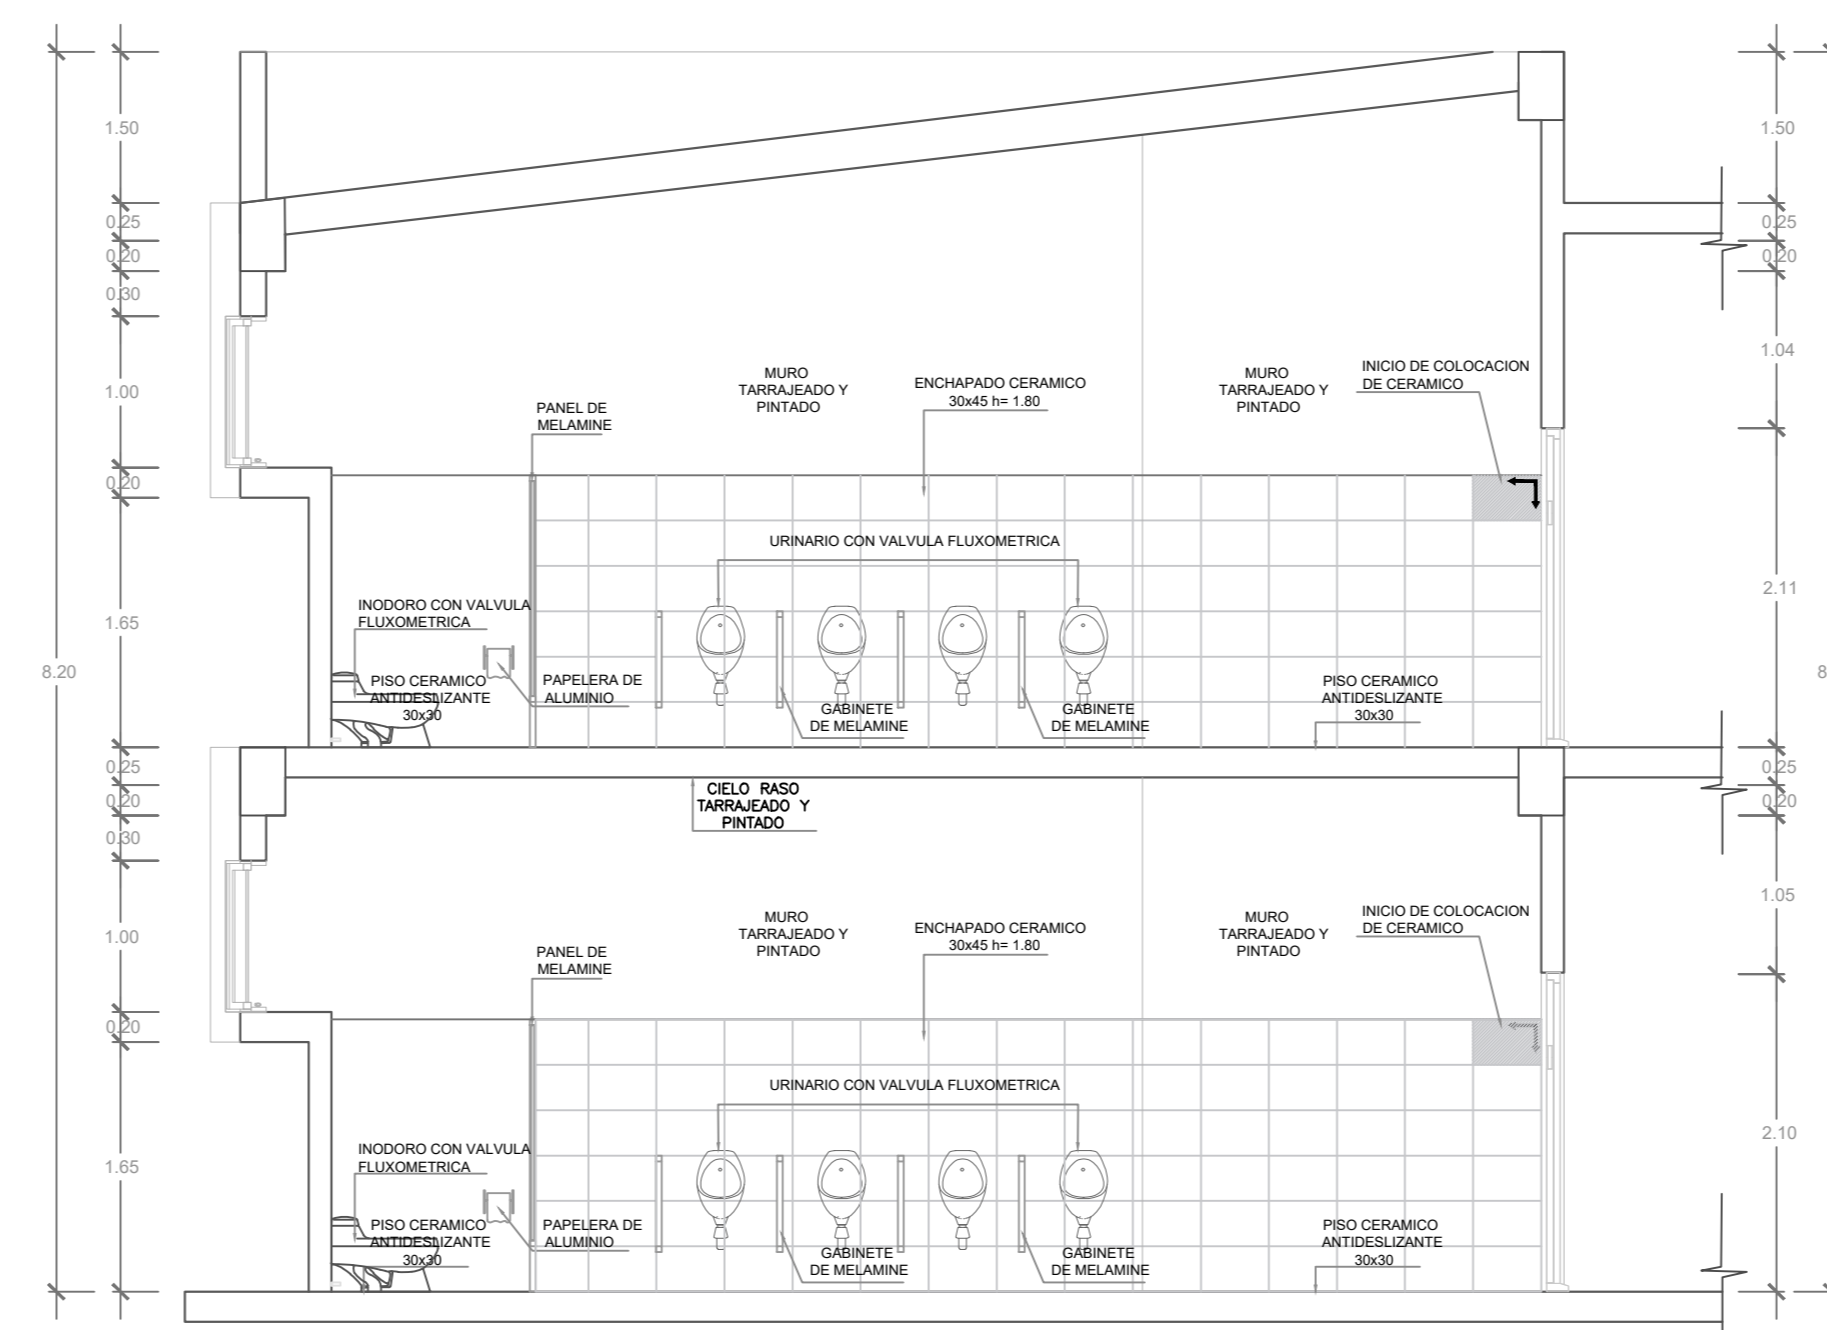 1.50
1.50
0.25
0.25
0.20
0.20
0.30
1.04
1.00
MURO
TARRAJEADO Y
PINTADO
ENCHAPADO CERAMICO
30x45 h= 1.80
MURO
TARRAJEADO Y
PINTADO
INICIO DE COLOCACION
DE CERAMICO
PANEL DE
MELAMINE
0.20
URINARIO CON VALVULA FLUXOMETRICA
2.11
INODORO CON VALVULA
FLUXOMETRICA
1.65
8.20
8
PISO CERAMICO
ANTIDESLIZANTE
30x30
PAPELERA DE
ALUMINIO
GABINETE
DE MELAMINE
GABINETE
DE MELAMINE
PISO CERAMICO
ANTIDESLIZANTE
30x30
0.25
0.25
0.20
0.20
CIELO RASO
TARRAJEADO Y
PINTADO
0.30
1.05
1.00
MURO
TARRAJEADO Y
PINTADO
ENCHAPADO CERAMICO
30x45 h= 1.80
MURO
TARRAJEADO Y
PINTADO
INICIO DE COLOCACION
DE CERAMICO
PANEL DE
MELAMINE
0.20
URINARIO CON VALVULA FLUXOMETRICA
2.10
INODORO CON VALVULA
FLUXOMETRICA
1.65
PISO CERAMICO
ANTIDESLIZANTE
30x30
PAPELERA DE
ALUMINIO
GABINETE
DE MELAMINE
GABINETE
DE MELAMINE
PISO CERAMICO
ANTIDESLIZANTE
30x30